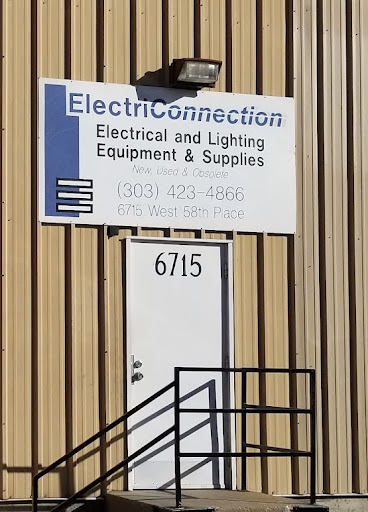 ElectriConnection
Electrical and Lighting
Equipment & Supplies
New, Used & Obsolete
(303) 423-4866
6715 West 58th Place
6715